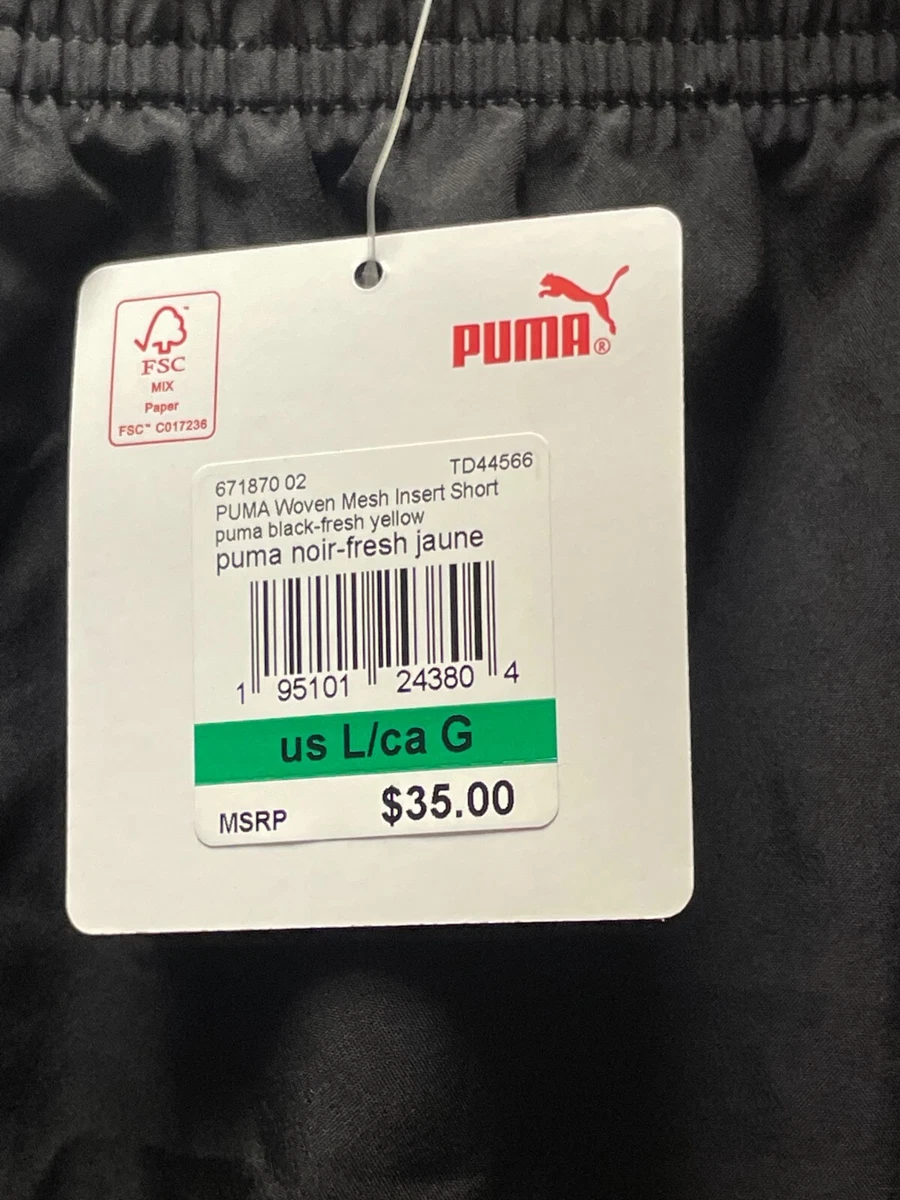 PUMA®
FSC™
MIX
Paper
FSC™ C017236
671870 02 TD44566
PUMA Woven Mesh Insert Short
puma black-fresh yellow
puma noir-fresh jaune
1 95101 24380 4
us L/ca G
MSRP $35.00